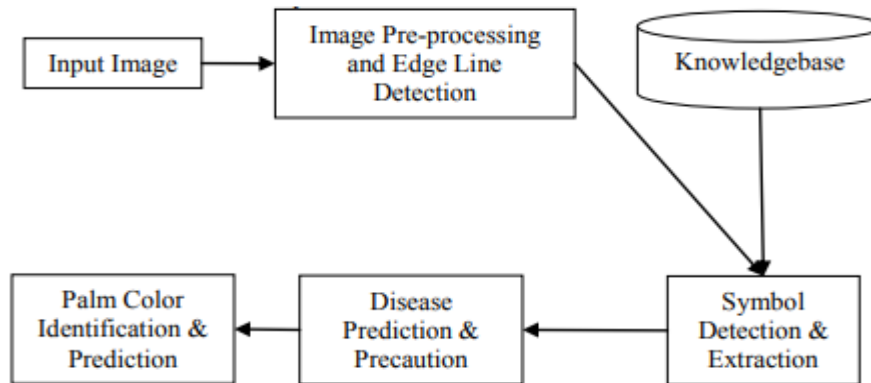 Input Image
Image Pre-processing
and Edge Line
Detection
Knowledgebase
Palm Color
Identification &
Prediction
Disease
Prediction &
Precaution
Symbol
Detection &
Extraction